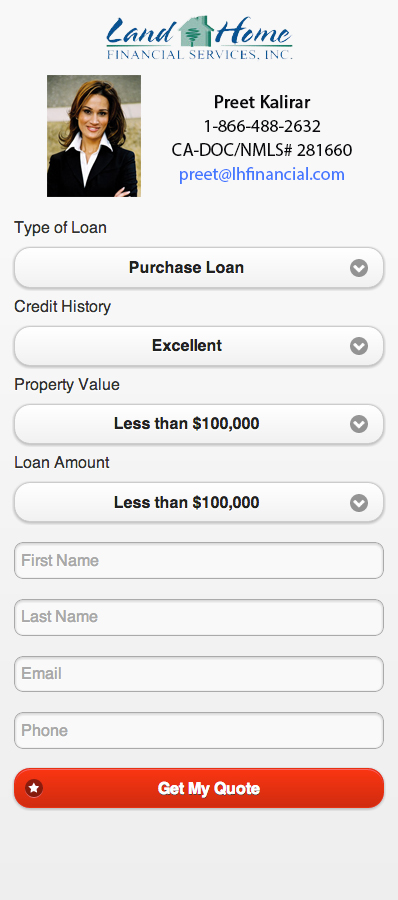 Land Home
FINANCIAL SERVICES, INC.
Preet Kalirar
1-866-488-2632
CA-DOC/NMLS# 281660
preet@lhfinancial.com
Type of Loan
Purchase Loan
Credit History
Excellent
Property Value
Less than $100,000
Loan Amount
Less than $100,000
First Name
Last Name
Email
Phone
Get My Quote